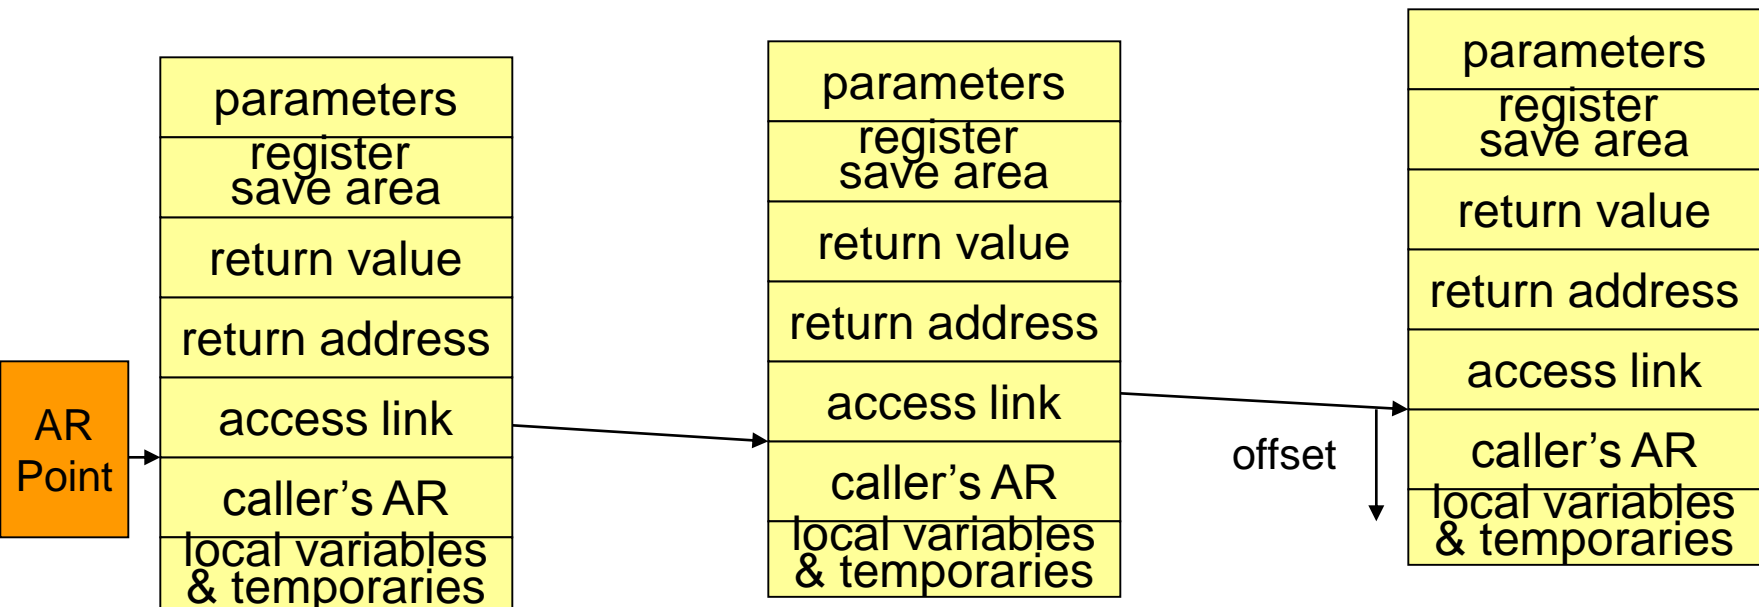 AR
Point
parameters
register
save area
return value
return address
access link
caller's AR
local variables
& temporaries
parameters
register
save area
return value
return address
access link
caller's AR
local variables
& temporaries
offset
parameters
register
save area
return value
return address
access link
caller's AR
local variables
& temporaries